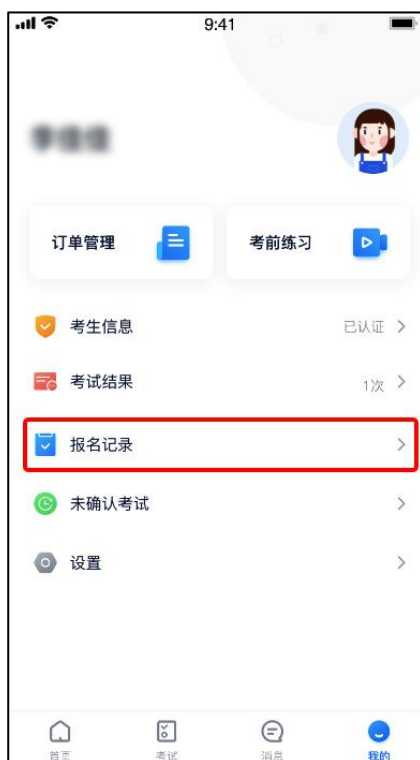 9:41
订单管理
考前练习
考生信息
已认证
考试结果
1次
报名记录
未确认考试
设置
首页
考试
消息
我的